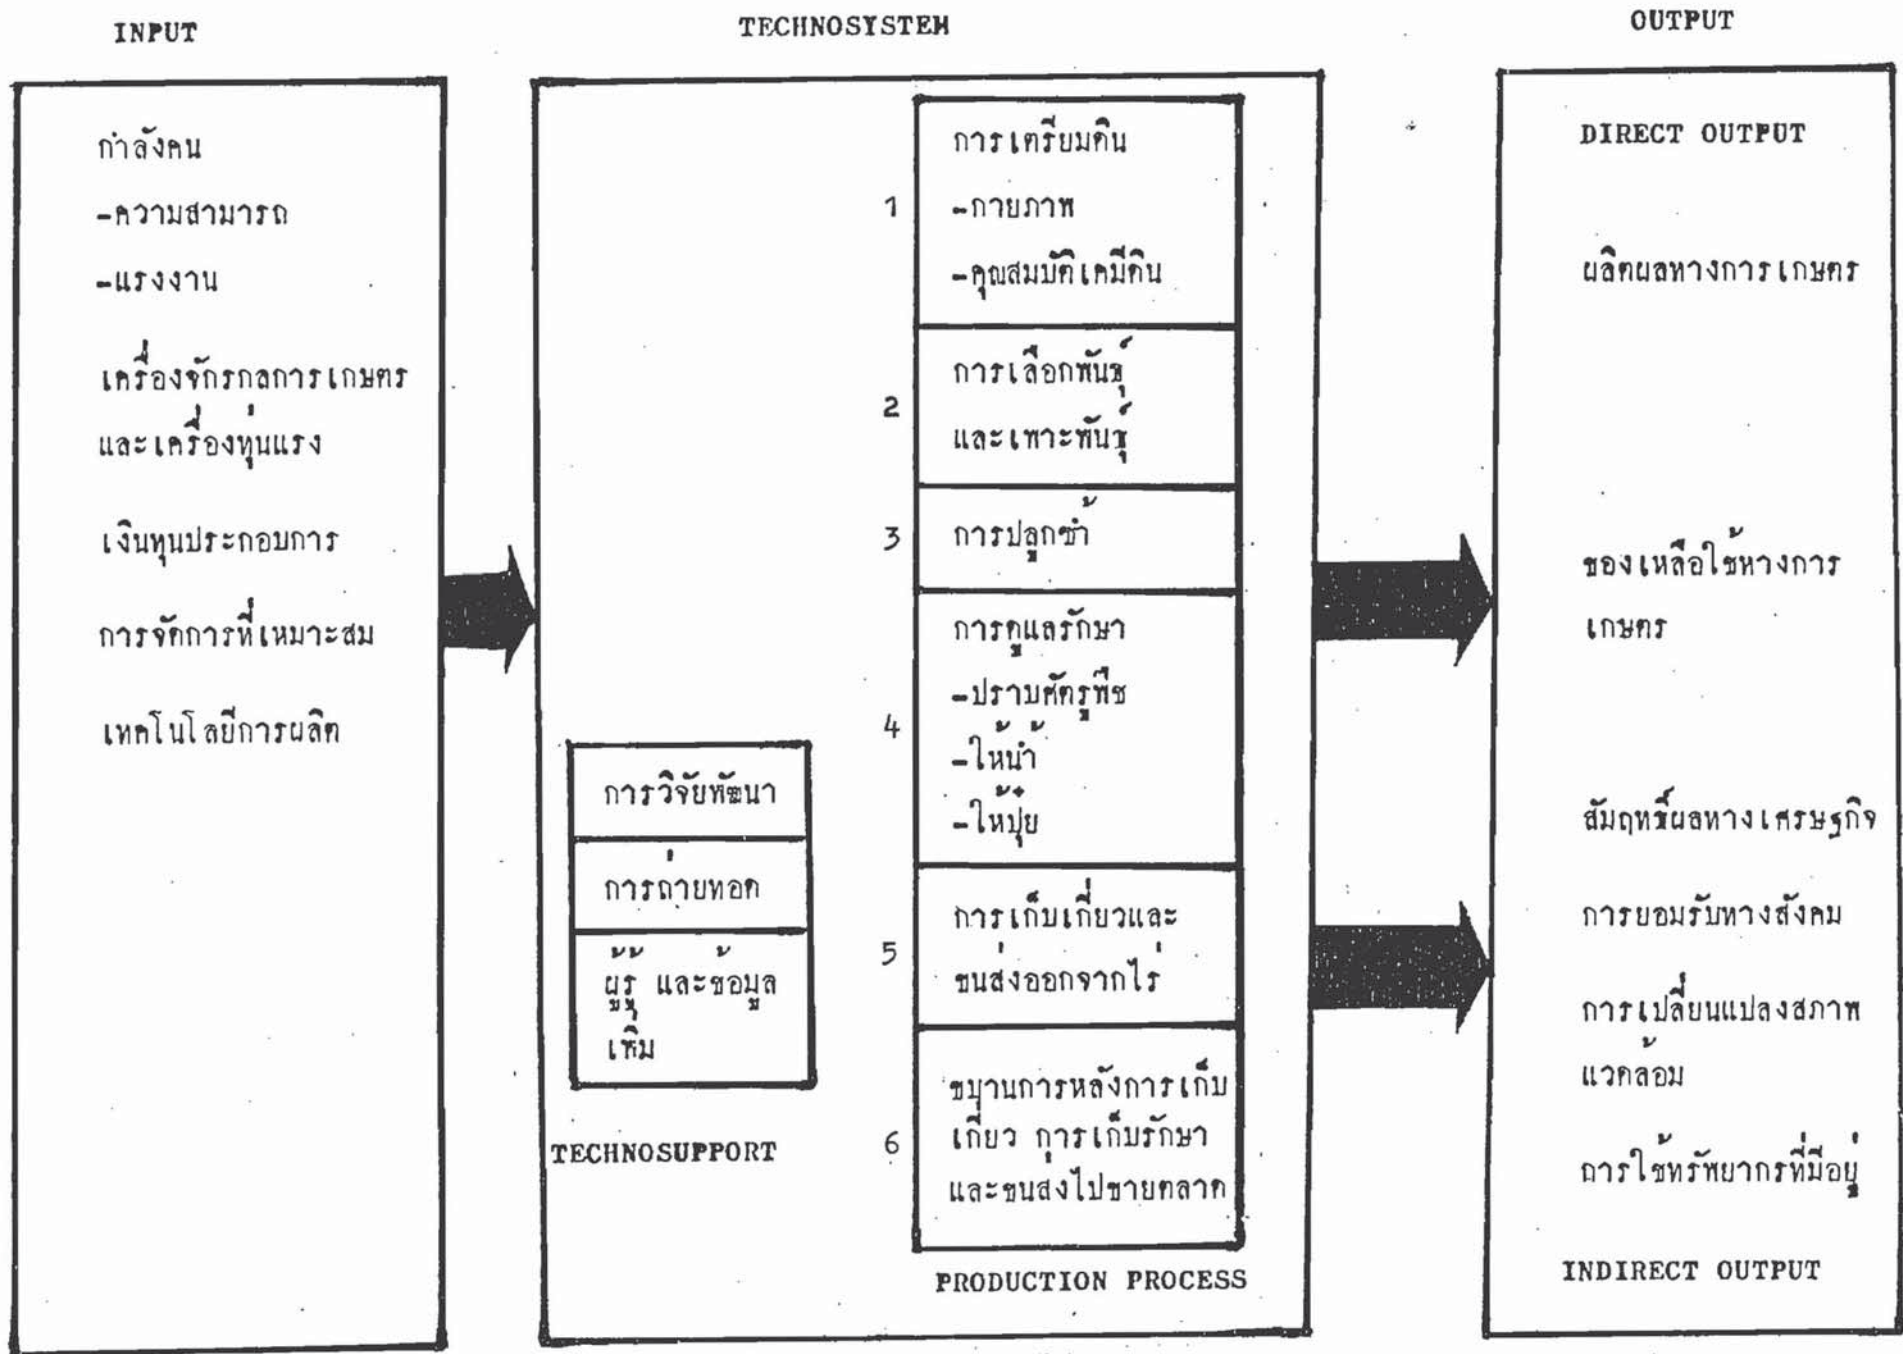 INPUT
กำลังคน
-ความสามารถ
-แรงงาน
เครื่องจักรกลการเกษตร
และเครื่องทุ่นแรง
เงินทุนประกอบการ
การจัดการที่เหมาะสม
เทคโนโลยีการผลิต
TECHNOSYSTEM
การวิจัยพัฒนา
การถ่ายทอด
ผู้รู้ และข้อมูล
เพิ่ม
TECHNOSUPPORT
1
การเตรียมดิน
-กายภาพ
-คุณสมบัติเคมีดิน
2
การเลือกพันธุ์
และเพาะพันธุ์
3
การปลูกซ้ำ
4
การดูแลรักษา
-ปราบศัตรูพืช
-ให้น้ำ
-ให้ปุ๋ย
5
การเก็บเกี่ยวและ
ขนส่งออกจากไร่
6
ขบานการหลังการเก็บ
เกี่ยว การเก็บรักษา
และขนส่งไปขายตลาด
PRODUCTION PROCESS
OUTPUT
DIRECT OUTPUT
ผลิตผลทางการเกษตร
ของเหลือใช้ทางการ
เกษตร
สัมฤทธิ์ผลทางเศรษฐกิจ
การยอมรับทางสังคม
การเปลี่ยนแปลงสภาพ
แวดล้อม
การใช้ทรัพยากรที่มีอยู่
INDIRECT OUTPUT